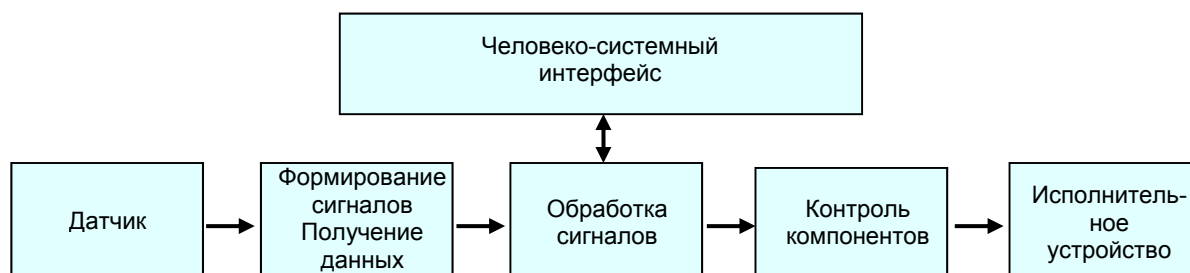 Человеко-системный
интерфейс
Датчик
Формирование
сигналов
Получение
данных
Обработка
сигналов
Контроль
компонентов
Исполнитель-
ное
устройство